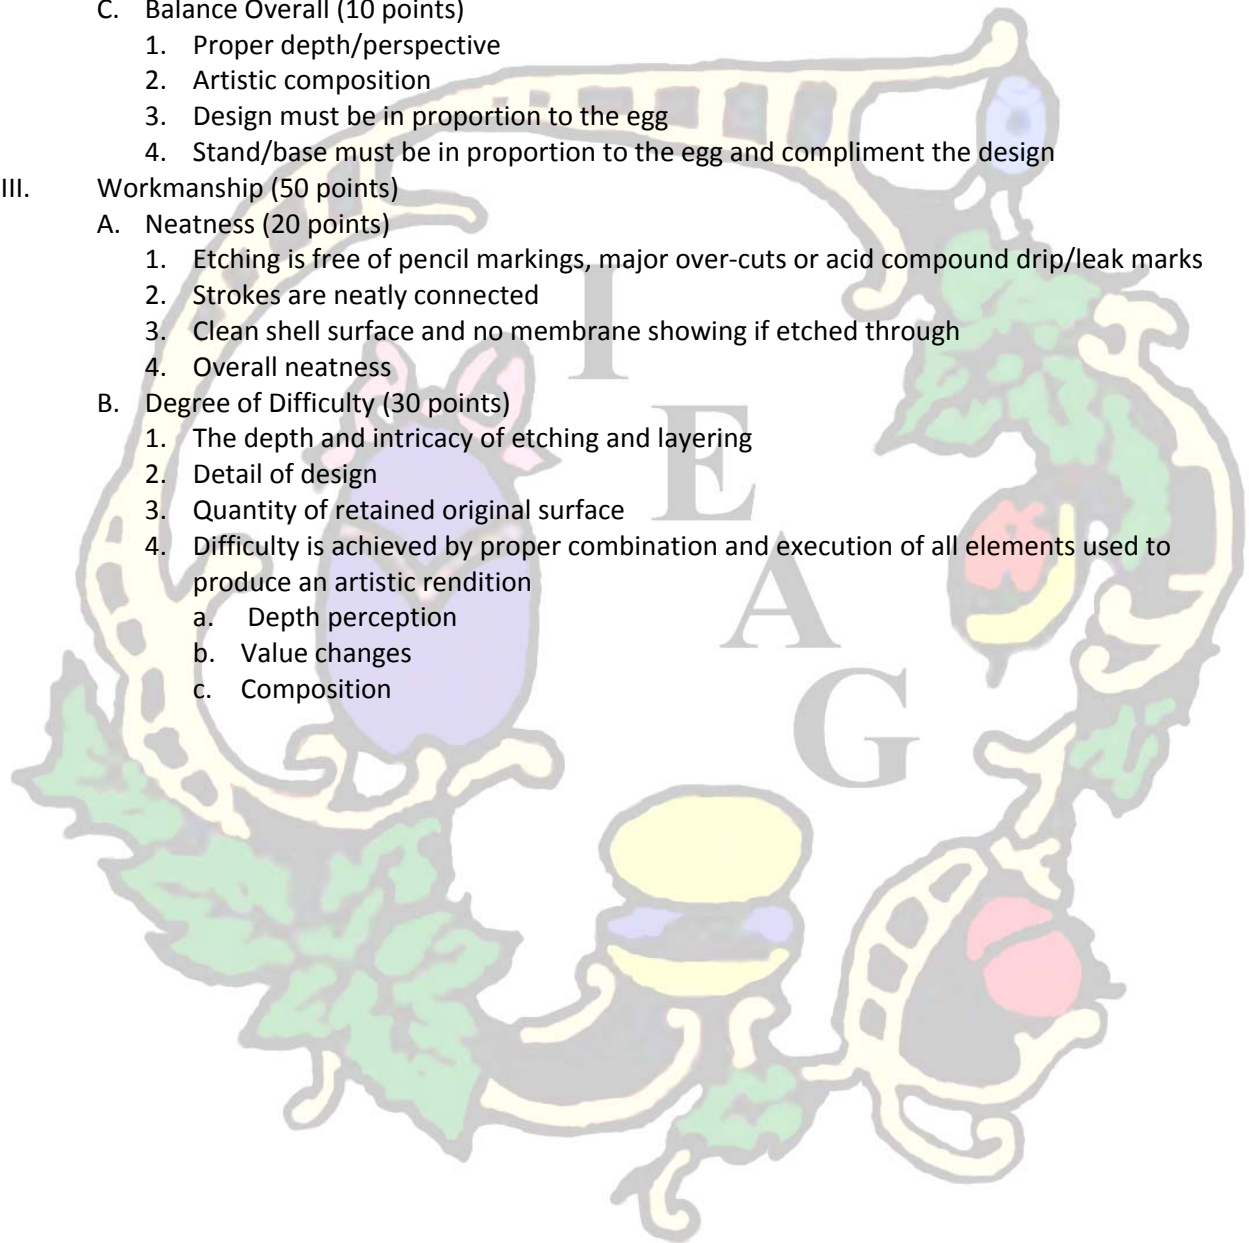 C. Balance Overall (10 points)
1. Proper depth/perspective
2. Artistic composition
3. Design must be in proportion to the egg
4. Stand/base must be in proportion to the egg and compliment the design
III. Workmanship (50 points)
A. Neatness (20 points)
1. Etching is free of pencil markings, major over-cuts or acid compound drip/leak marks
2. Strokes are neatly connected
3. Clean shell surface and no membrane showing if etched through
4. Overall neatness
B. Degree of Difficulty (30 points)
1. The depth and intricacy of etching and layering
2. Detail of design
3. Quantity of retained original surface
4. Difficulty is achieved by proper combination and execution of all elements used to
produce an artistic rendition
a. Depth perception
b. Value changes
c. Composition
I
E
A
G